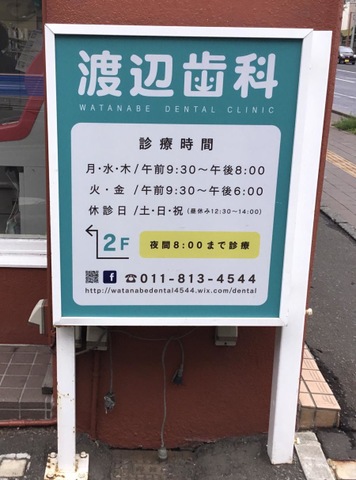 渡辺歯科
WATANABE DENTAL CLINIC
診療時間
月・水・木/午前9:30〜午後8:00
火・金/午前9:30〜午後6:00
休診日/土・日・祝(昼休み12:30〜14:00)
2F 夜間8:00まで診療
f ☎011-813-4544
http://watanabedental4544.wix.com/dental